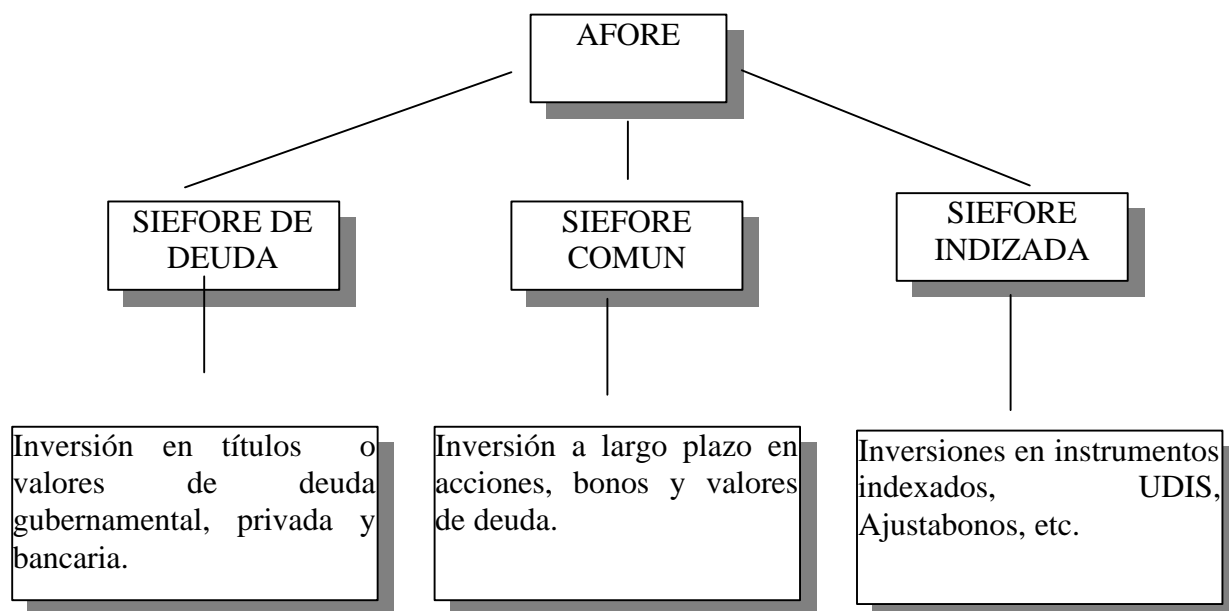 AFORE
SIEFORE DE
DEUDA
SIEFORE
COMUN
SIEFORE
INDIZADA
Inversión en títulos o
valores de deuda
gubernamental, privada y
bancaria.
Inversión a largo plazo en
acciones, bonos y valores
de deuda.
Inversiones en instrumentos
indexados, UDIS,
Ajustabonos, etc.